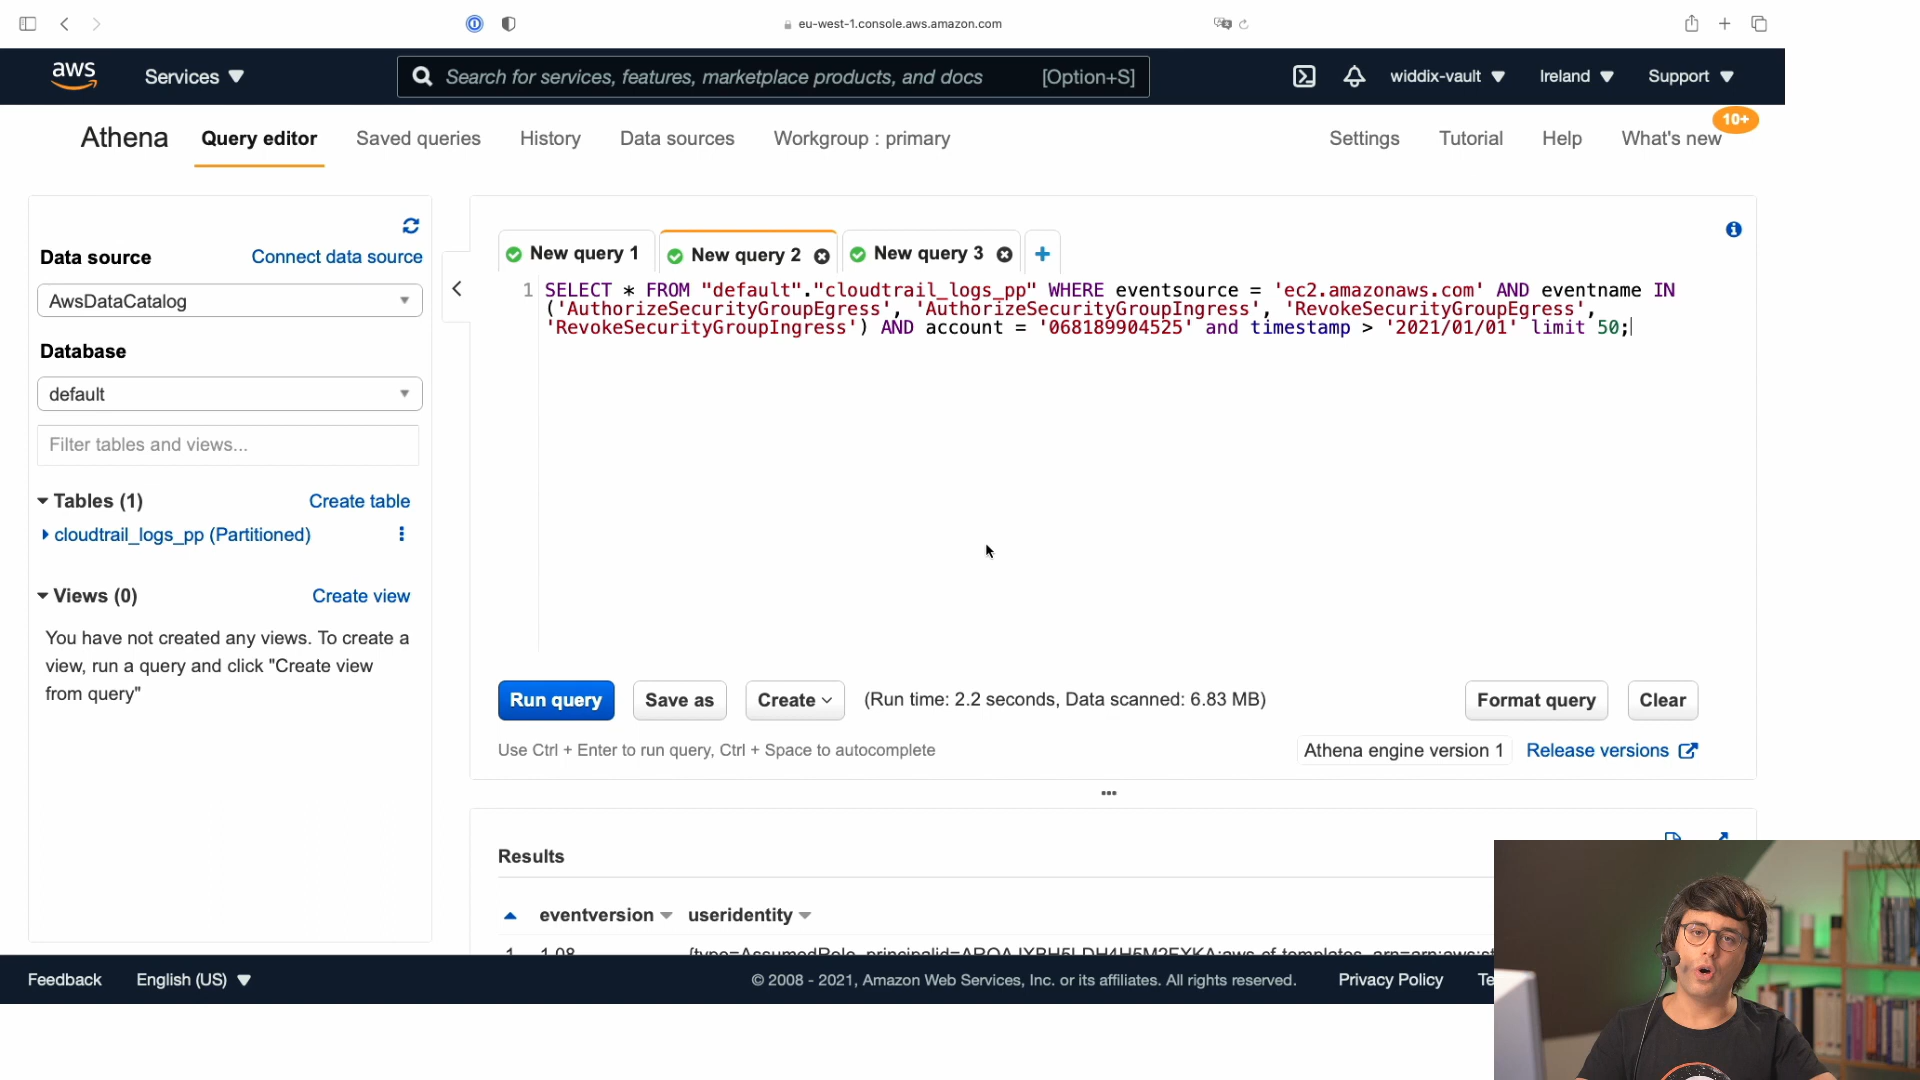 eu-west-1.console.aws.amazon.com
aws
Services
Search for services, features, marketplace products, and docs
[Option+S]
widdix-vault
Ireland
Support
Athena
Query editor
Saved queries
History
Data sources
Workgroup : primary
Settings
Tutorial
Help
What's new
10+
Data source
Connect data source
AwsDataCatalog
Database
default
Filter tables and views...
Tables (1)
Create table
cloudtrail_logs_pp (Partitioned)
Views (0)
Create view
You have not created any views. To create a
view, run a query and click "Create view
from query"
New query 1
New query 2
New query 3
1
SELECT * FROM "default"."cloudtrail_logs_pp" WHERE eventsource = 'ec2.amazonaws.com' AND eventname IN
('AuthorizeSecurityGroupEgress', 'AuthorizeSecurityGroupIngress', 'RevokeSecurityGroupEgress',
'RevokeSecurityGroupIngress') AND account = '068189904525' and timestamp > '2021/01/01' limit 50;
Run query
Save as
Create
(Run time: 2.2 seconds, Data scanned: 6.83 MB)
Format query
Clear
Use Ctrl + Enter to run query, Ctrl + Space to autocomplete
Athena engine version 1
Release versions
Results
eventversion
useridentity
1 1.08
Feedback
English (US)
© 2008 - 2021, Amazon Web Services, Inc. or its affiliates. All rights reserved.
Privacy Policy
Te